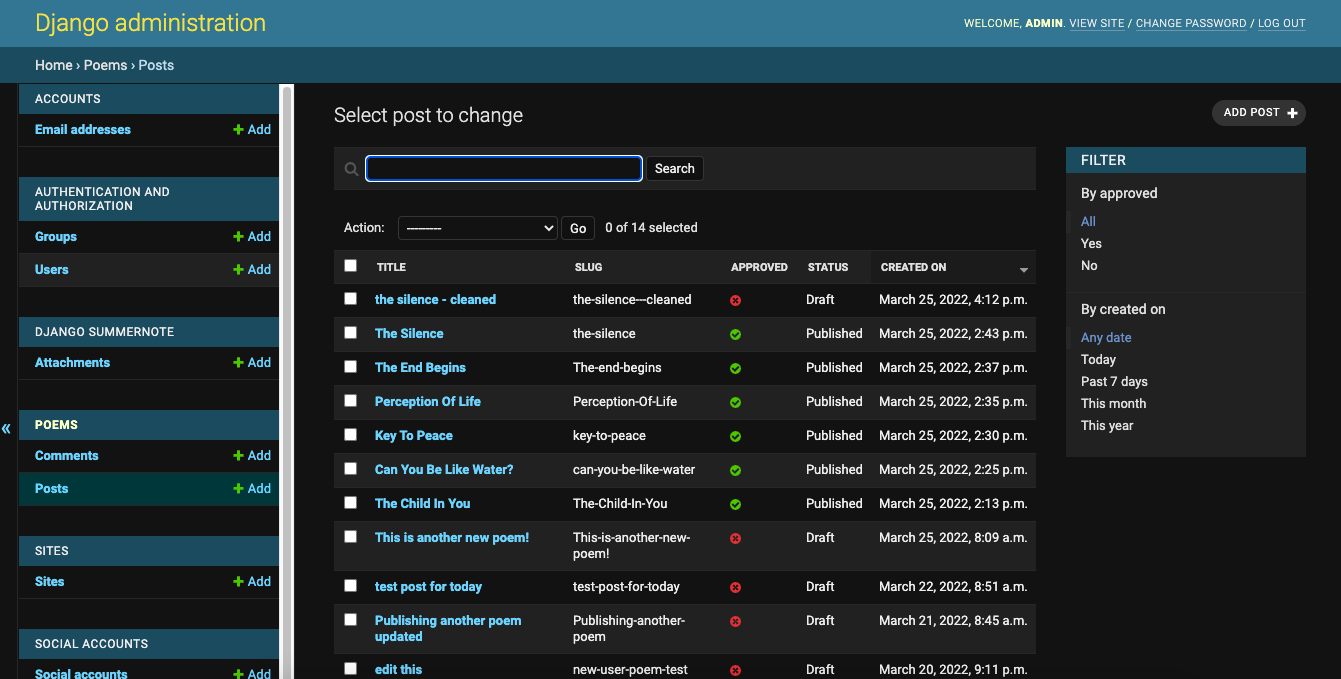 Django administration
WELCOME, ADMIN. VIEW SITE / CHANGE PASSWORD / LOG OUT
Home › Poems › Posts
ACCOUNTS
Email addresses + Add
AUTHENTICATION AND
AUTHORIZATION
Groups + Add
Users + Add
DJANGO SUMMERNOTE
Attachments + Add
«
POEMS
Comments + Add
Posts + Add
SITES
Sites + Add
SOCIAL ACCOUNTS
Social accounts + Add
Select post to change
ADD POST +
Search
Action: --------- Go 0 of 14 selected
TITLE SLUG APPROVED STATUS CREATED ON
the silence - cleaned the-silence---cleaned Draft March 25, 2022, 4:12 p.m.
The Silence the-silence Published March 25, 2022, 2:43 p.m.
The End Begins The-end-begins Published March 25, 2022, 2:37 p.m.
Perception Of Life Perception-Of-Life Published March 25, 2022, 2:35 p.m.
Key To Peace key-to-peace Published March 25, 2022, 2:30 p.m.
Can You Be Like Water? can-you-be-like-water Published March 25, 2022, 2:25 p.m.
The Child In You The-Child-In-You Published March 25, 2022, 2:13 p.m.
This is another new poem! This-is-another-new- Draft March 25, 2022, 8:09 a.m.
poem!
test post for today test-post-for-today Draft March 22, 2022, 8:51 a.m.
Publishing another poem Publishing-another- Draft March 21, 2022, 8:45 a.m.
updated poem
edit this new-user-poem-test Draft March 20, 2022, 9:11 p.m.
FILTER
By approved
All
Yes
No
By created on
Any date
Today
Past 7 days
This month
This year